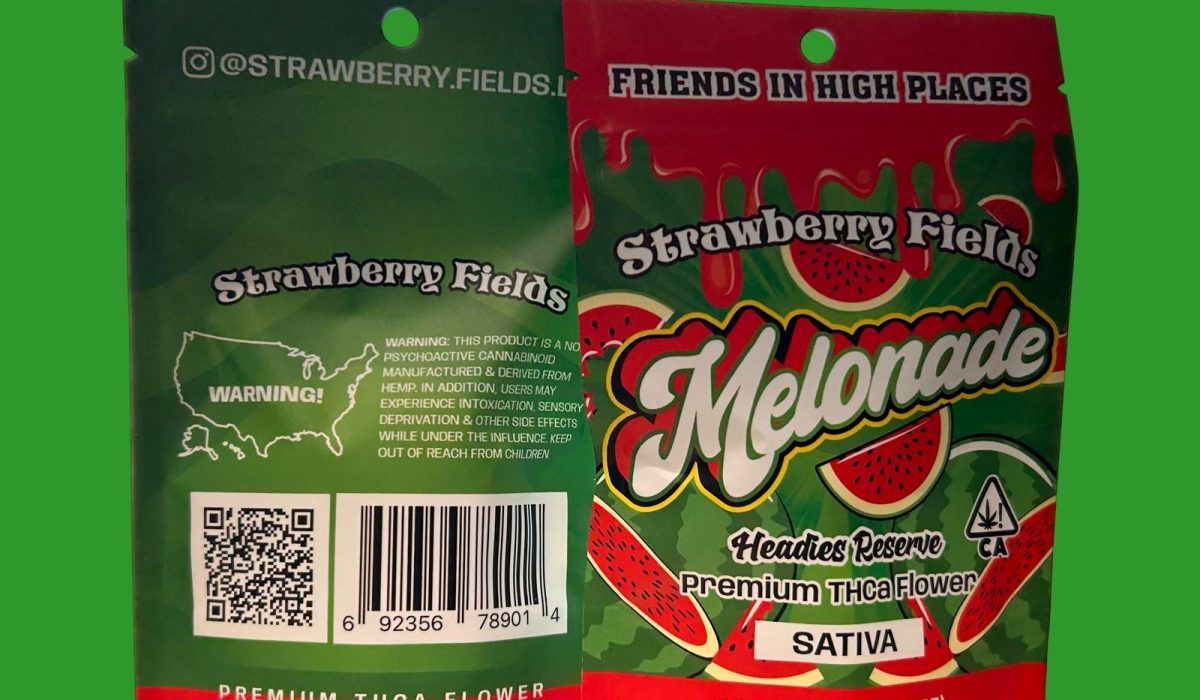 @STRAWBERRY.FIELDS.L
Strawberry Fields
WARNING!
WARNING: THIS PRODUCT IS A NO
PSYCHOACTIVE CANNABINOID
MANUFACTURED & DERIVED FROM
HEMP. IN ADDITION, USERS MAY
EXPERIENCE INTOXICATION, SENSORY
DEPRIVATION & OTHER SIDE EFFECTS
WHILE UNDER THE INFLUENCE. KEEP
OUT OF REACH FROM CHILDREN
6 92356 78901 4
PREMIUM THCA FLOWER
FRIENDS IN HIGH PLACES
Strawberry Fields
Melonade
CA
Headies Reserve
Premium THCa Flower
SATIVA